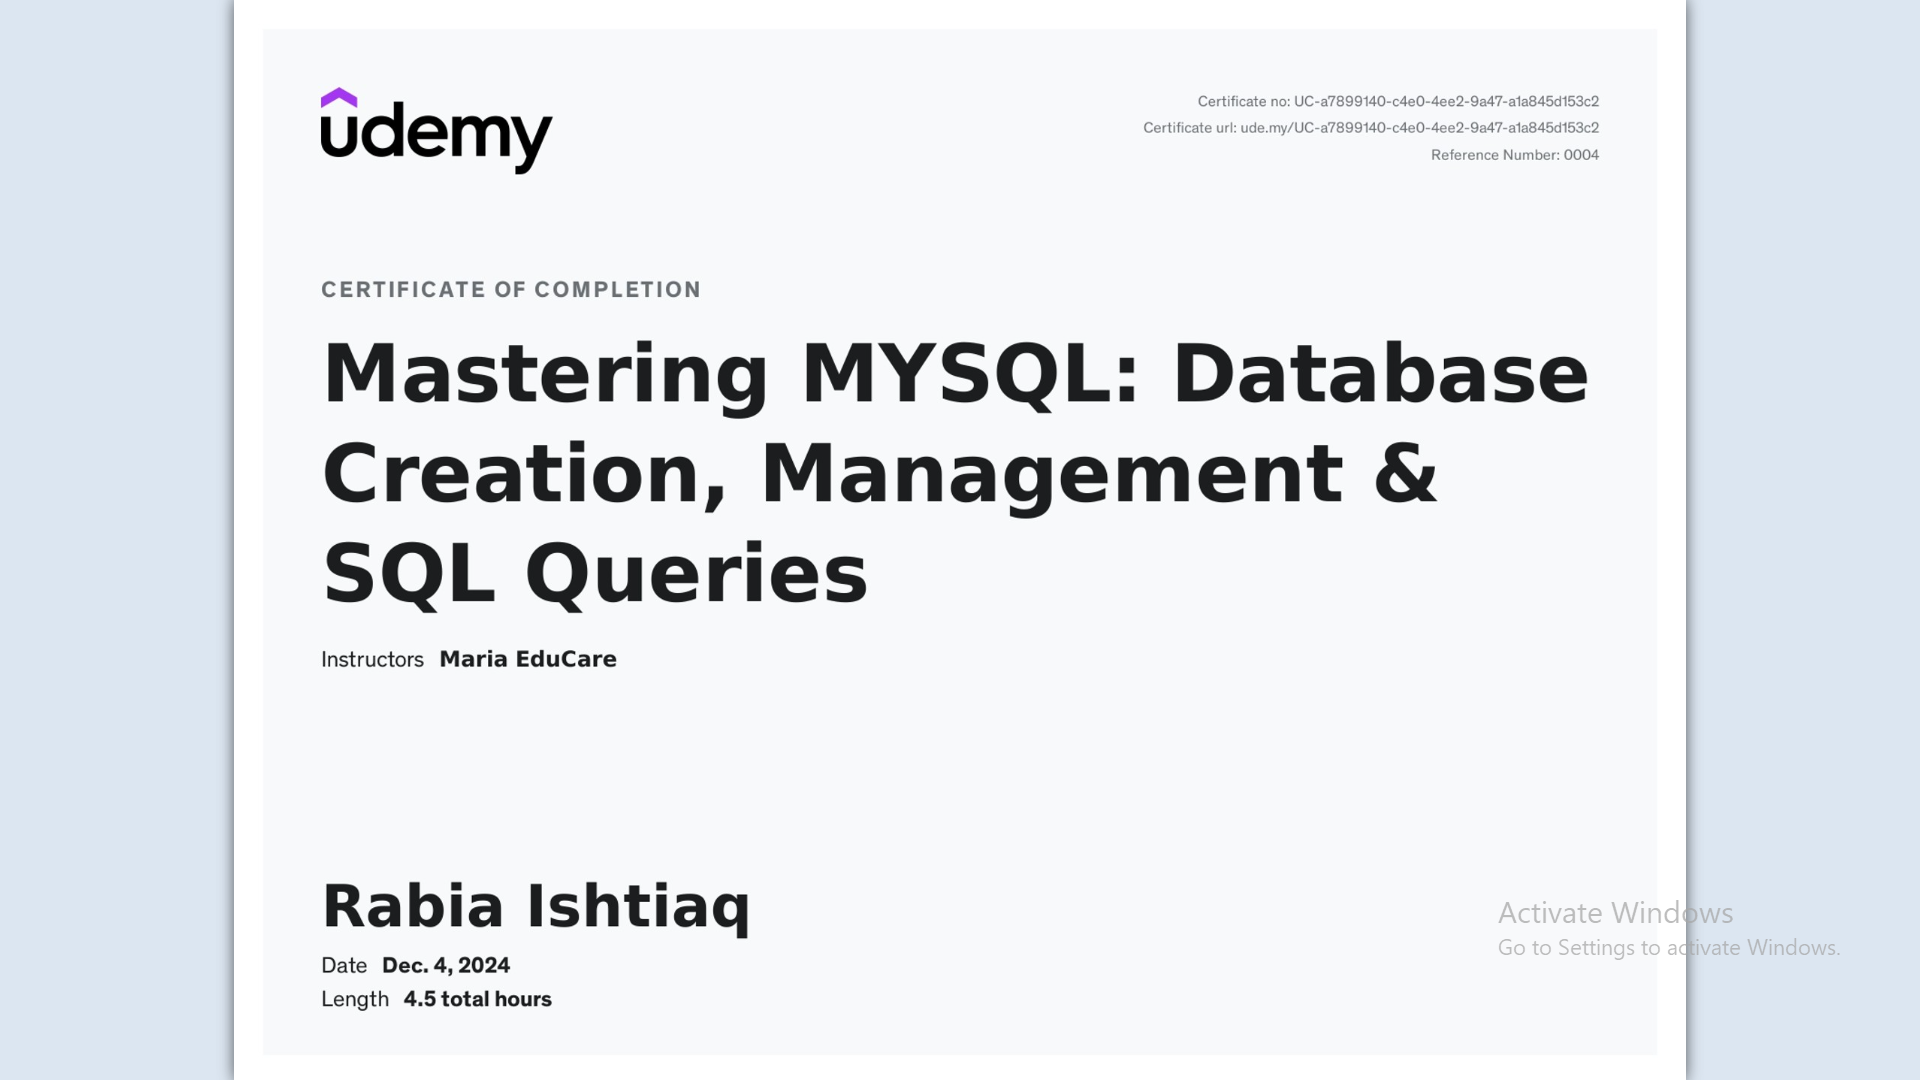 udemy
Certificate no: UC-a7899140-c4e0-4ee2-9a47-a1a845d153c2
Certificate url: ude.my/UC-a7899140-c4e0-4ee2-9a47-a1a845d153c2
Reference Number: 0004
CERTIFICATE OF COMPLETION
Mastering MYSQL: Database
Creation, Management &
SQL Queries
Instructors Maria EduCare
Rabia Ishtiaq
Date Dec. 4, 2024
Length 4.5 total hours
Activate Windows
Go to Settings to activate Windows.